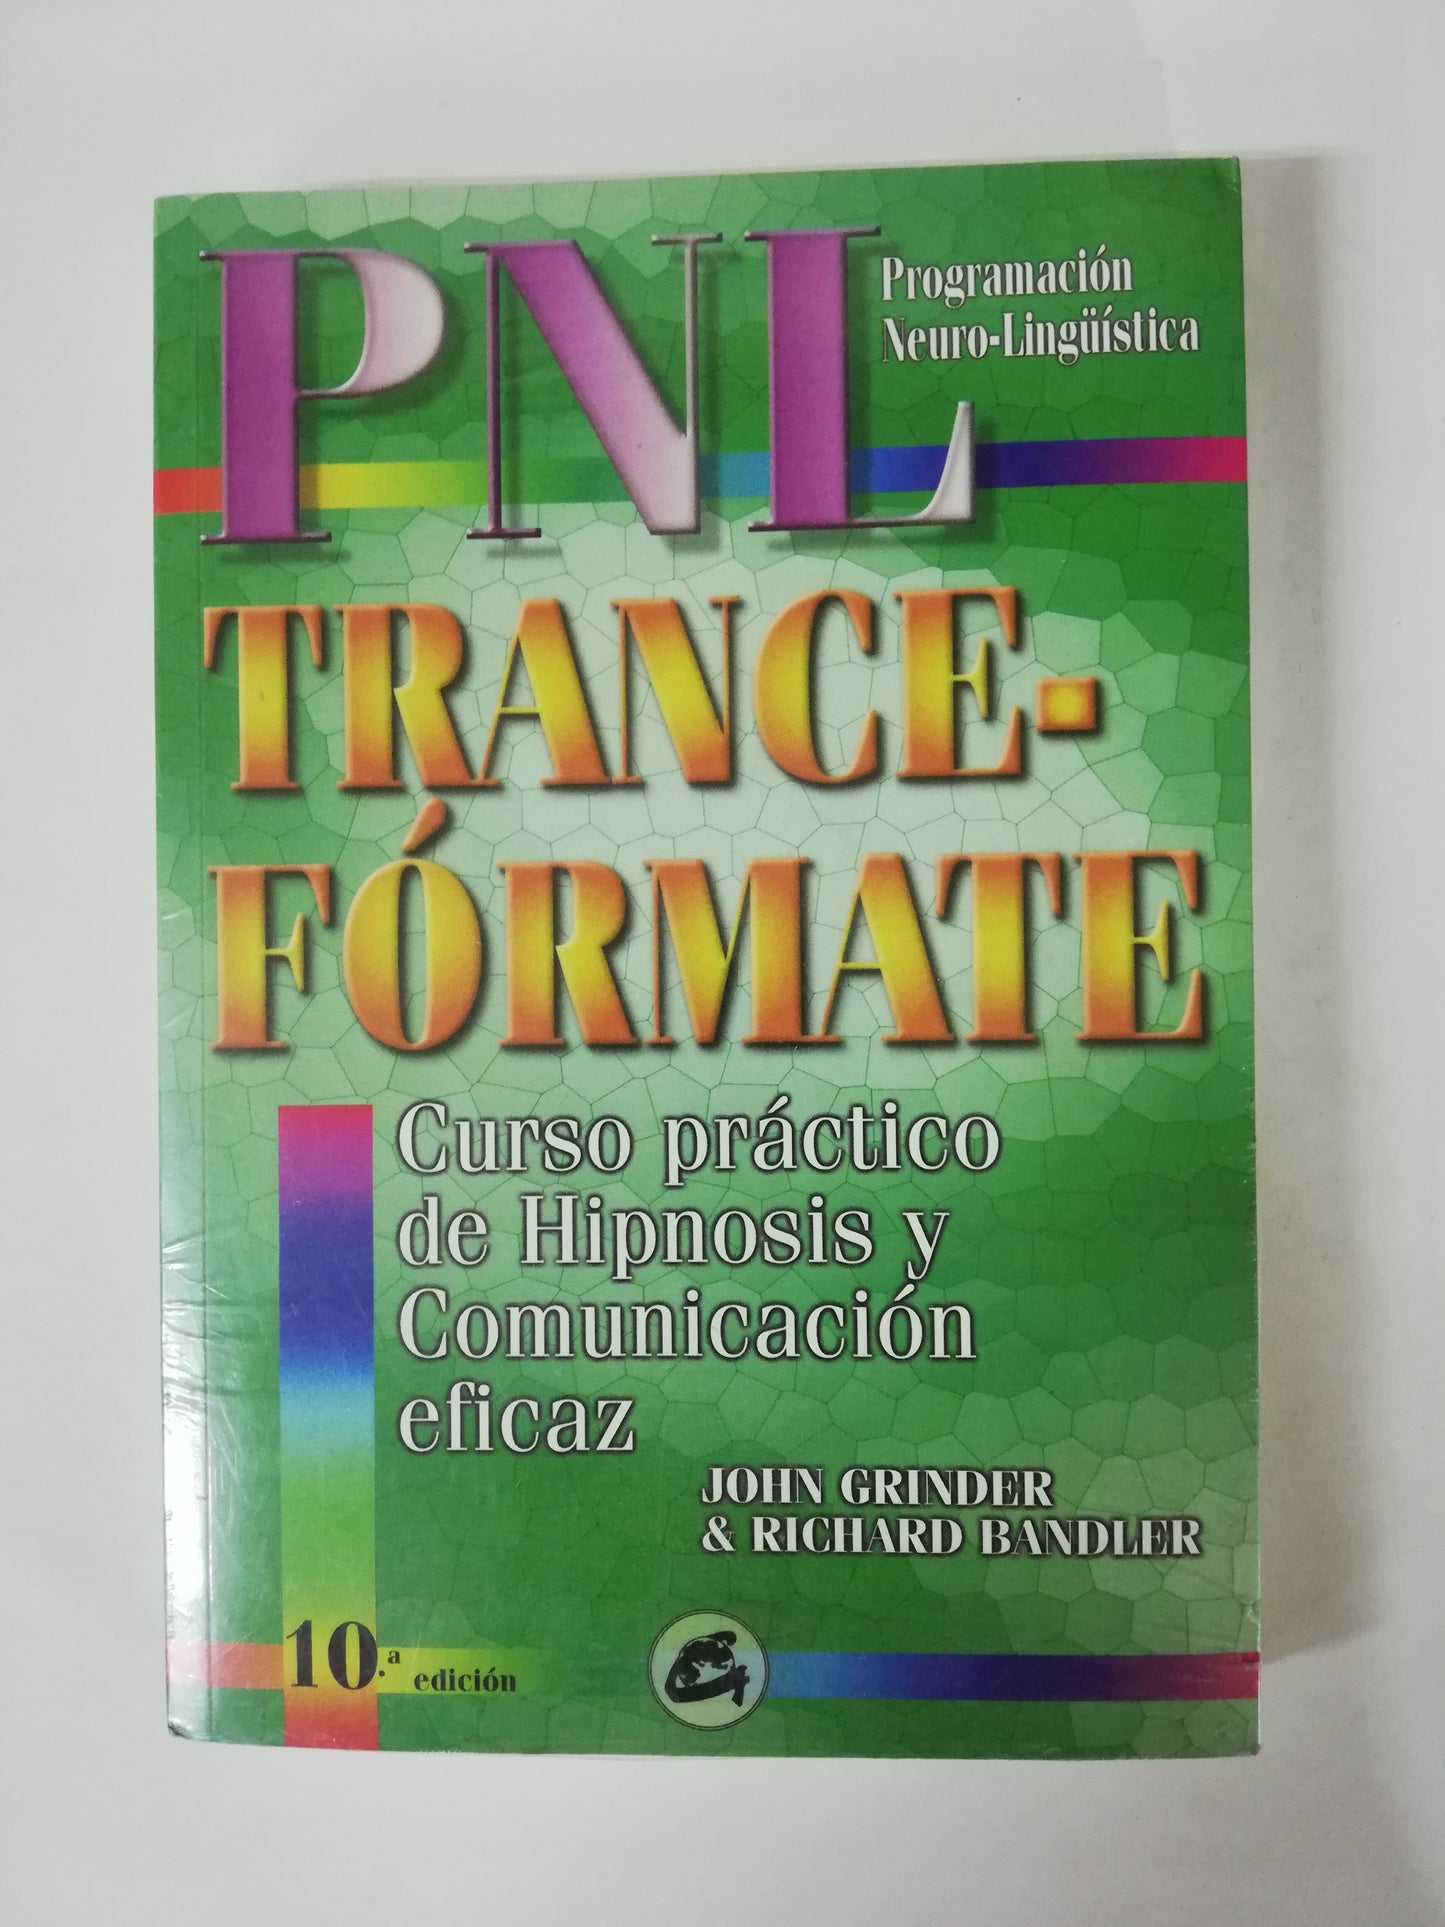 PNL
Programación
Neuro-Lingüística
TRANCE-
FÓRMATE
Curso práctico
de Hipnosis y
Comunicación
eficaz
JOHN GRINDER
& RICHARD BANDLER
10.ª edición